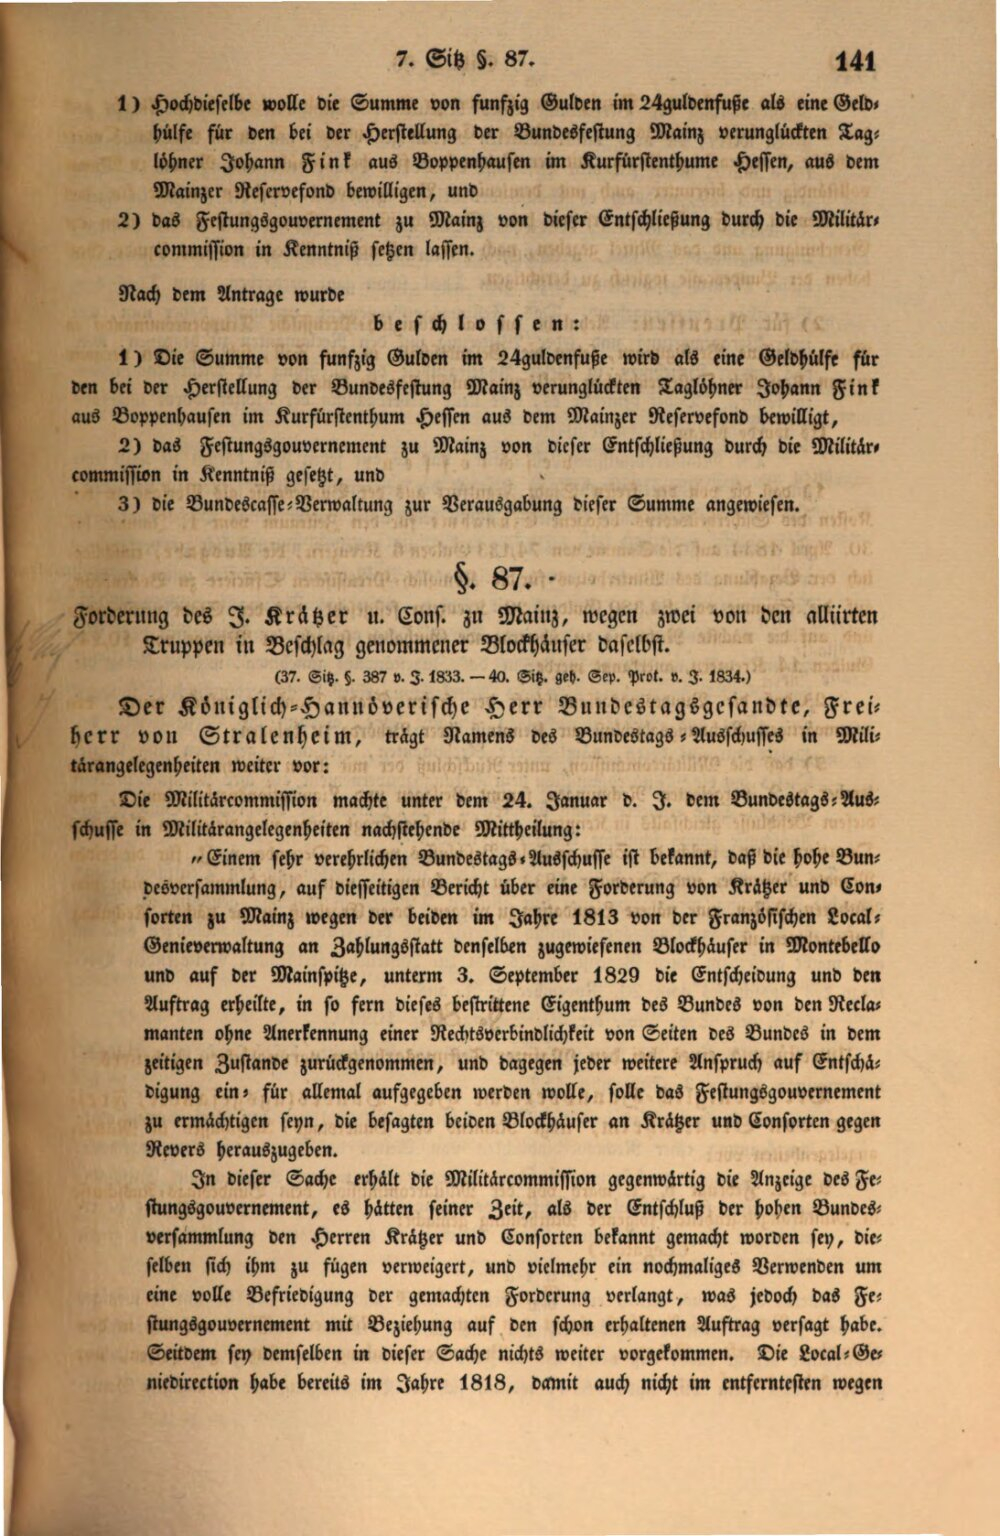 7. Sitz §. 87.
141
1) Hochdieselbe wolle die Summe von funfzig Gulden im 24guldenfuße als eine Geld-
hülfe für den bei der Herstellung der Bundesfestung Mainz verunglückten Tag-
löhner Johann Fink aus Boppenhausen im Kurfürstenthume Hessen, aus dem
Mainzer Reservefond bewilligen, und
2) das Festungsgouvernement zu Mainz von dieser Entschließung durch die Militär-
commission in Kenntniß setzen lassen.
Nach dem Antrage wurde
beschlossen:
1) Die Summe von funfzig Gulden im 24guldenfuße wird als eine Geldhülfe für
den bei der Herstellung der Bundesfestung Mainz verunglückten Taglöhner Johann Fink
aus Boppenhausen im Kurfürstenthum Hessen aus dem Mainzer Reservefond bewilligt,
2) das Festungsgouvernement zu Mainz von dieser Entschließung durch die Militär-
commission in Kenntniß gesetzt, und
3) die Bundescasse-Verwaltung zur Verausgabung dieser Summe angewiesen.
§. 87.
Forderung des J. Krätzer u. Cons. zu Mainz, wegen zwei von den alliirten
Truppen in Beschlag genommener Blockhäuser daselbst.
(37. Sitz. §. 387 v. J. 1833. — 40. Sitz. geh. Sep. Prot. v. J. 1834.)
Der Königlich-Hannöverische Herr Bundestagsgesandte, Frei-
herr von Stralenheim, trägt Namens des Bundestags-Ausschusses in Mili-
tärangelegenheiten weiter vor:
Die Militärcommission machte unter dem 24. Januar d. J. dem Bundestags-Aus-
schusse in Militärangelegenheiten nachstehende Mittheilung:
„Einem sehr verehrlichen Bundestags-Ausschusse ist bekannt, daß die hohe Bun-
desversammlung, auf diesseitigen Bericht über eine Forderung von Krätzer und Con-
sorten zu Mainz wegen der beiden im Jahre 1813 von der Französischen Local-
Genieverwaltung an Zahlungsstatt denselben zugewiesenen Blockhäuser in Montebello
und auf der Mainspitze, unterm 3. September 1829 die Entscheidung und den
Auftrag ertheilte, in so fern dieses bestrittene Eigenthum des Bundes von den Recla-
manten ohne Anerkennung einer Rechtsverbindlichkeit von Seiten des Bundes in dem
zeitigen Zustande zurückgenommen, und dagegen jeder weitere Anspruch auf Entschä-
digung ein- für allemal aufgegeben werden wolle, solle das Festungsgouvernement
zu ermächtigen seyn, die besagten beiden Blockhäuser an Krätzer und Consorten gegen
Revers herauszugeben.
In dieser Sache erhält die Militärcommission gegenwärtig die Anzeige des Fe-
stungsgouvernement, es hätten seiner Zeit, als der Entschluß der hohen Bundes-
versammlung den Herren Krätzer und Consorten bekannt gemacht worden sey, die-
selben sich ihm zu fügen verweigert, und vielmehr ein nochmaliges Verwenden um
eine volle Befriedigung der gemachten Forderung verlangt, was jedoch das Fe-
stungsgouvernement mit Beziehung auf den schon erhaltenen Auftrag versagt habe.
Seitdem sey demselben in dieser Sache nichts weiter vorgekommen. Die Local-Ge-
niedirection habe bereits im Jahre 1818, damit auch nicht im entferntesten wegen